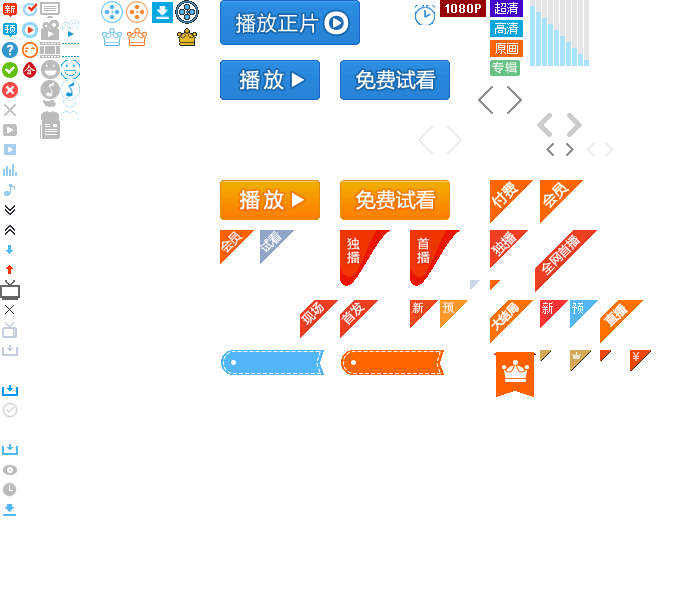 新
预
今
播放正片
1080P
超清
高清
原画
专辑
播放
免费试看
播放
免费试看
付费
会员
会员
试看
独播
首播
独播
全网首播
现场
首发
新
预
大结局
新
预
直播
¥